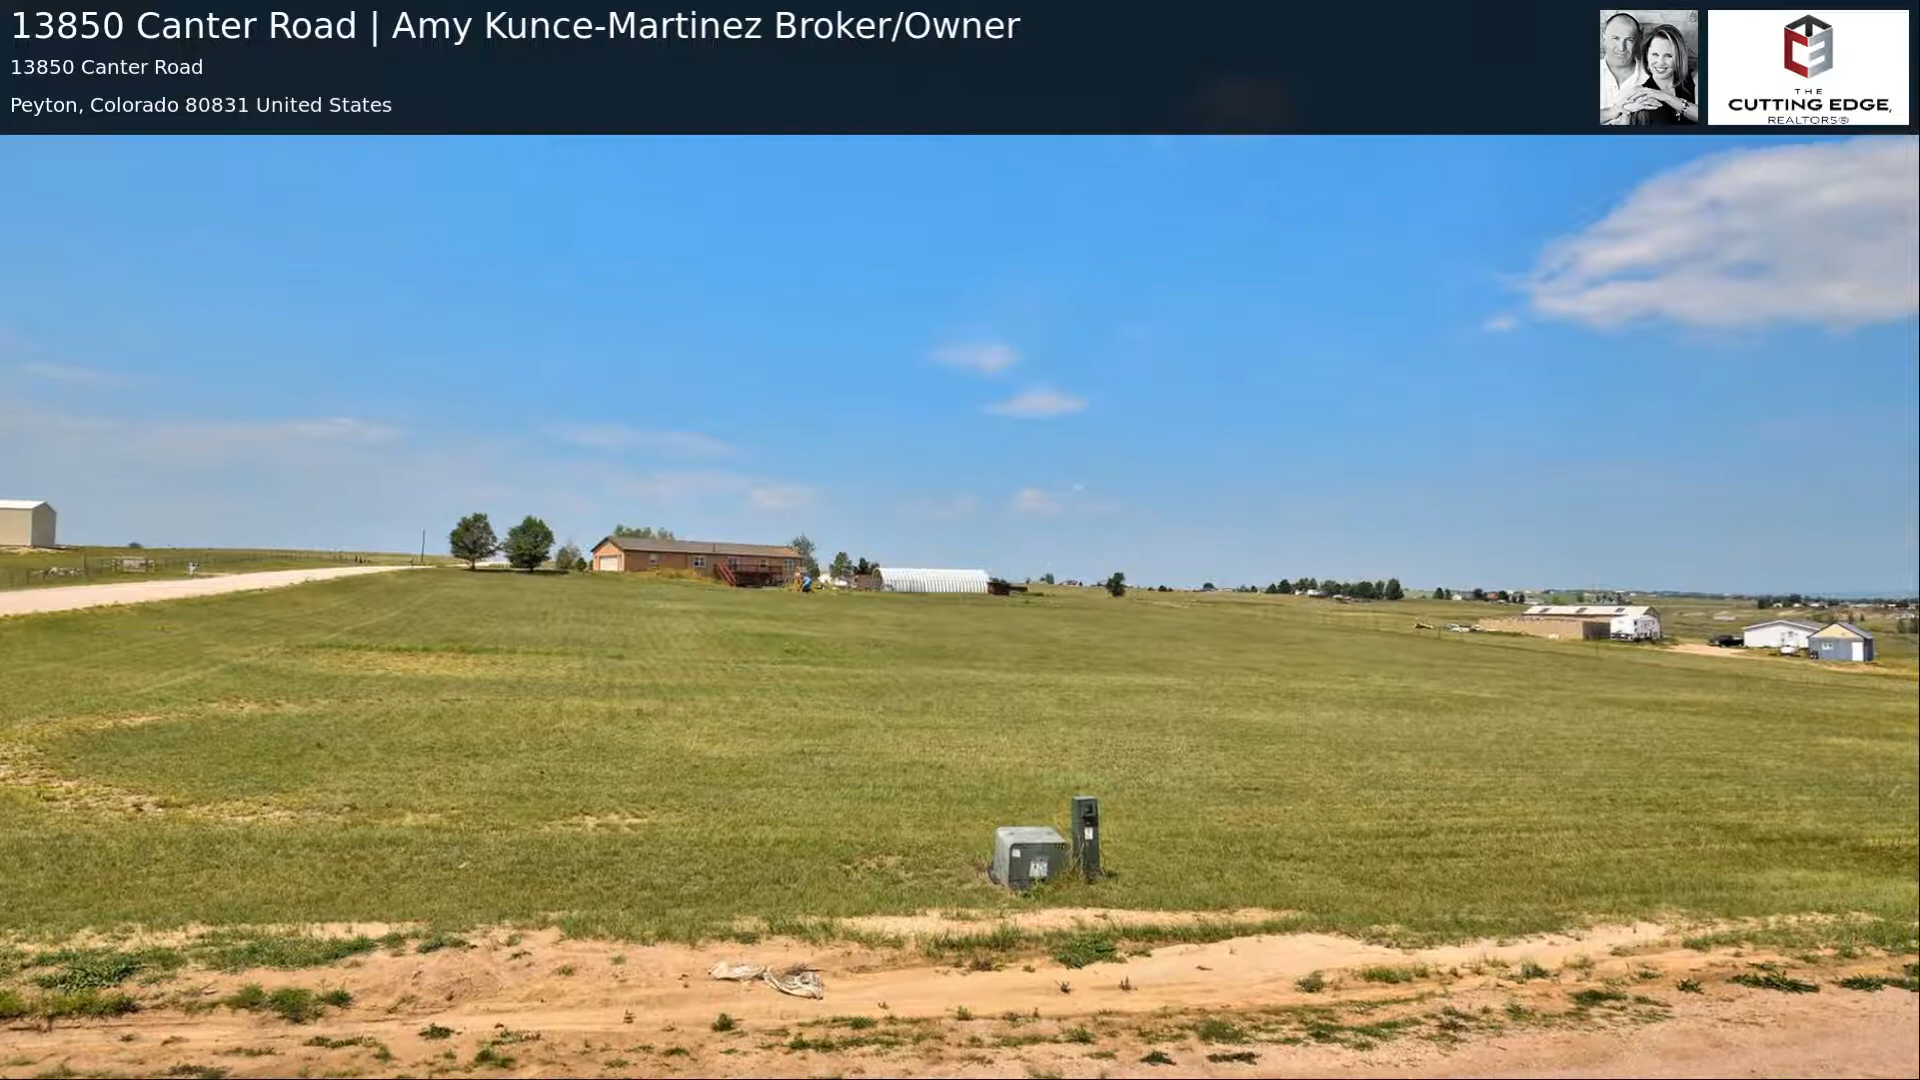 13850 Canter Road | Amy Kunce-Martinez Broker/Owner
13850 Canter Road
Peyton, Colorado 80831 United States
THE
CUTTING EDGE,
REALTORS®